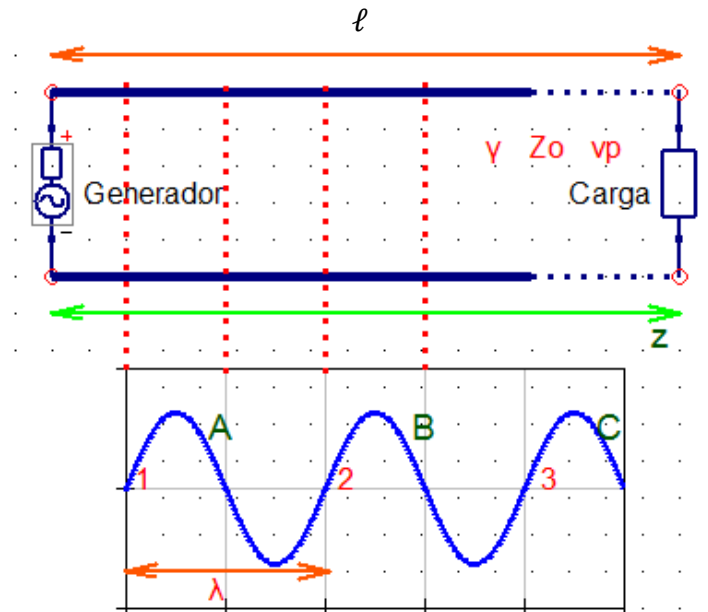 ℓ
+
γ Zo vp
Generador Carga
−
z
A B C
1 2 3
λ